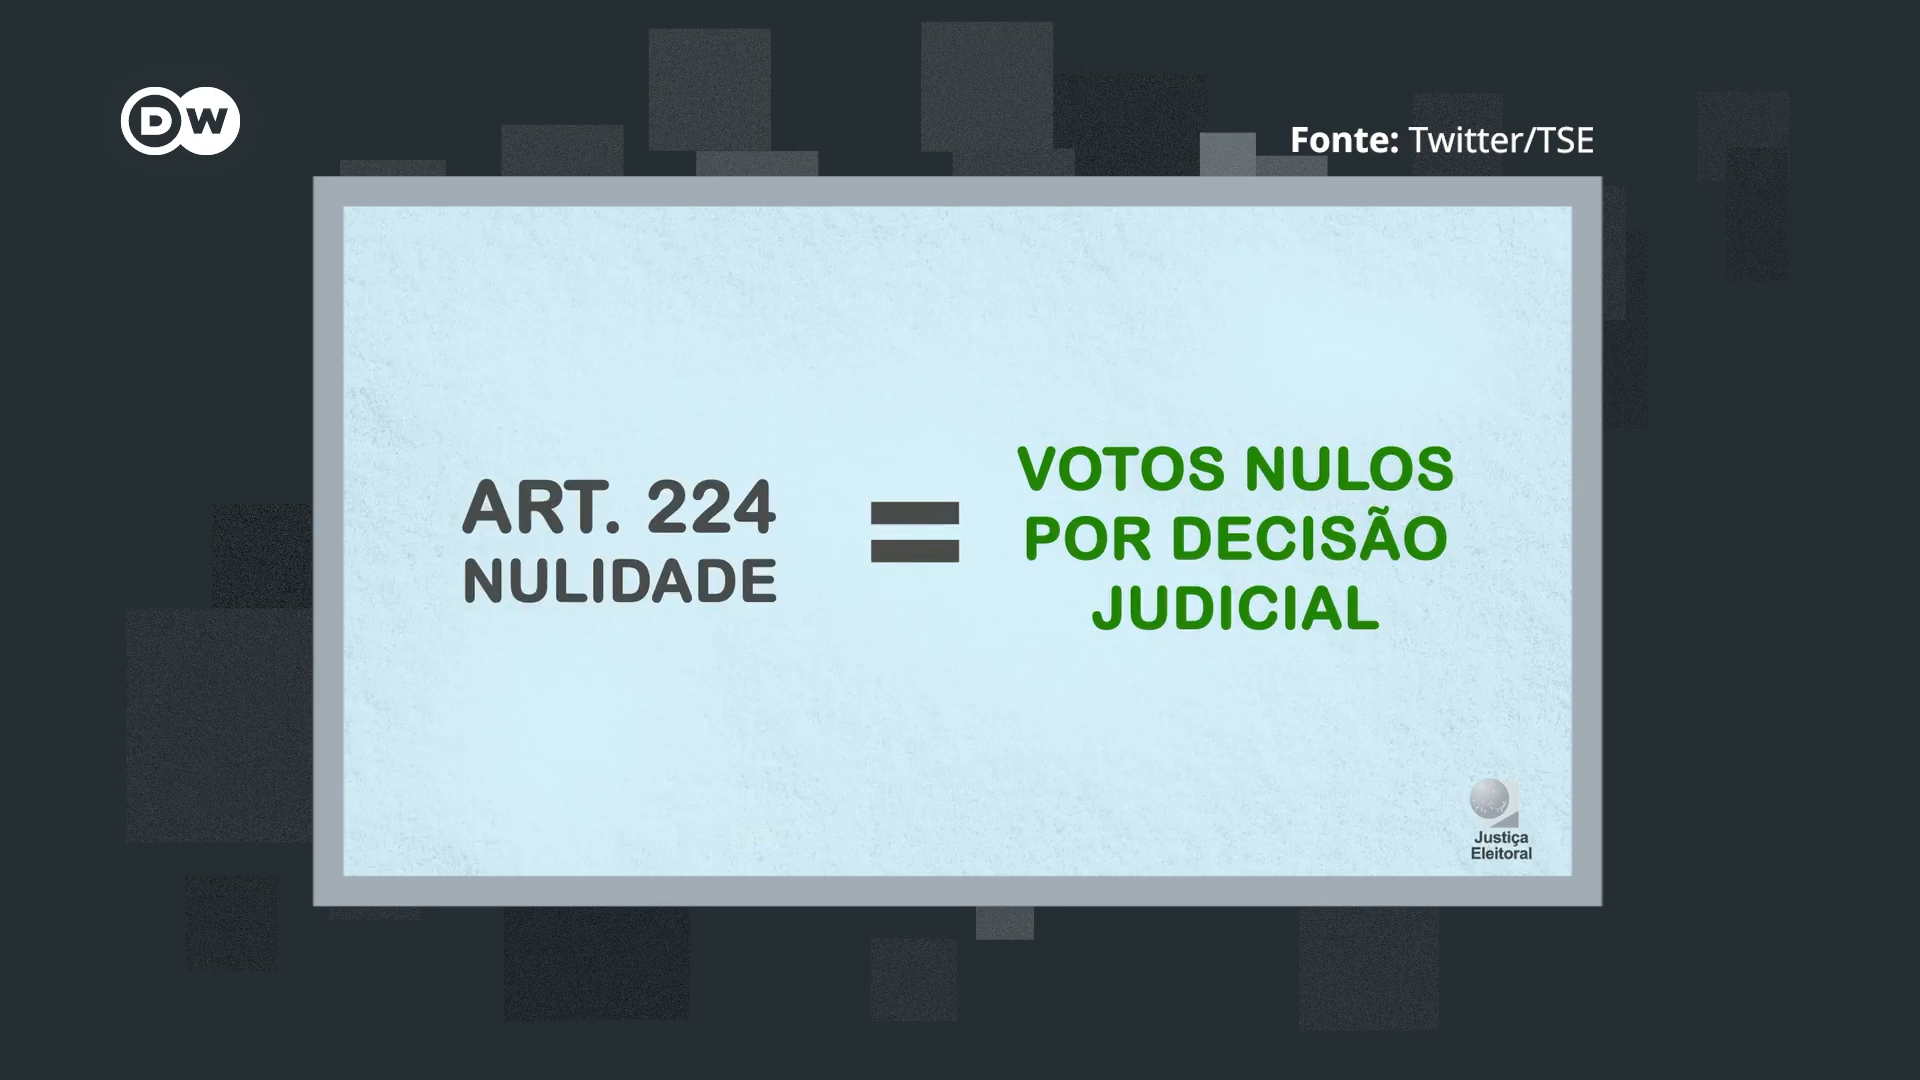 DW
Fonte: Twitter/TSE
ART. 224
NULIDADE
=
VOTOS NULOS
POR DECISÃO
JUDICIAL
Justiça
Eleitoral